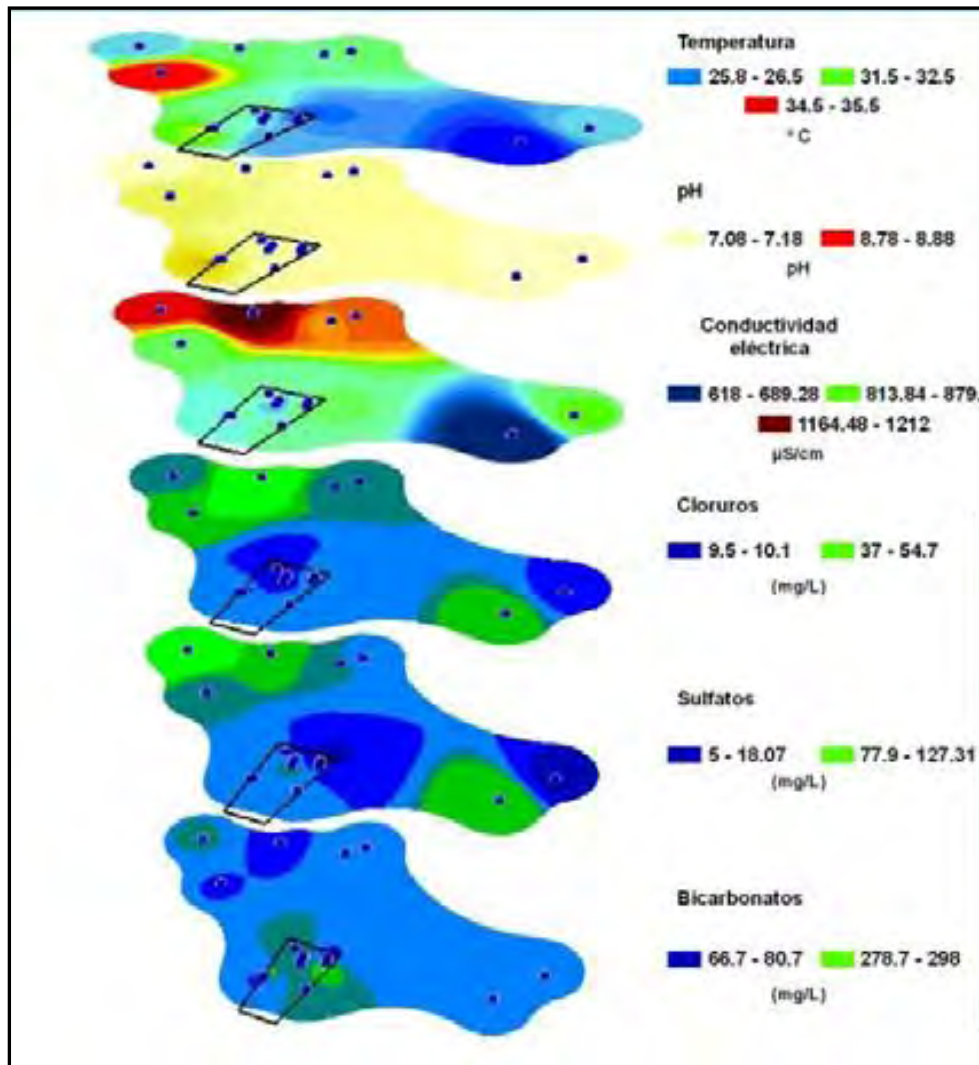 Temperatura
25.8 - 26.5 31.5 - 32.5
34.5 - 35.5
° C
pH
7.08 - 7.18 8.78 - 8.88
pH
Conductividad
eléctrica
618 - 689.28 813.84 - 879.
1164.48 - 1212
µS/cm
Cloruros
9.5 - 10.1 37 - 54.7
(mg/L)
Sulfatos
5 - 18.07 77.9 - 127.31
(mg/L)
Bicarbonatos
66.7 - 80.7 278.7 - 298
(mg/L)